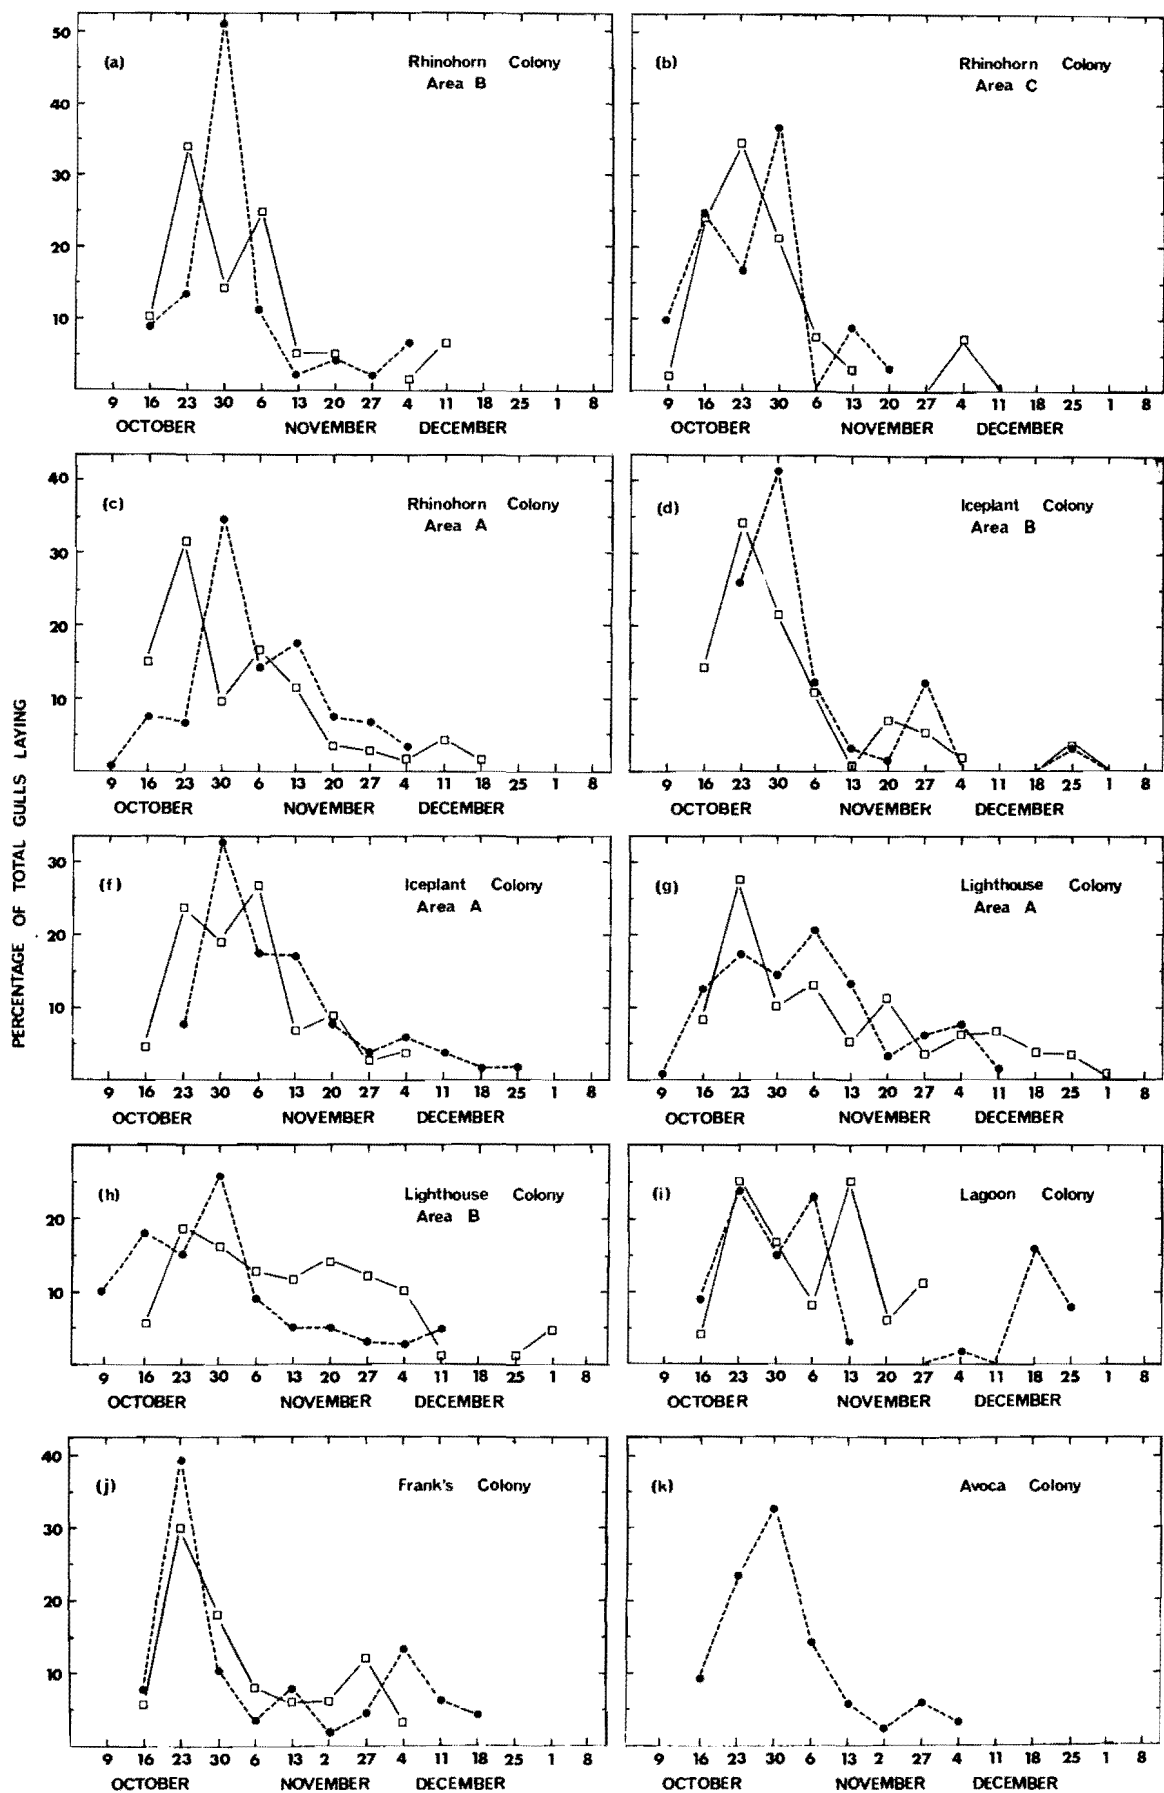 PERCENTAGE OF TOTAL GULLS LAYING
(a) Rhinohorn Colony
Area B
50
40
30
20
10
9 16 23 30 6 13 20 27 4 11 18 25 1 8
OCTOBER NOVEMBER DECEMBER
(b) Rhinohorn Colony
Area C
9 16 23 30 6 13 20 27 4 11 18 25 1 8
OCTOBER NOVEMBER DECEMBER
(c) Rhinohorn Colony
Area A
40
30
20
10
9 16 23 30 6 13 20 27 4 11 18 25 1 8
OCTOBER NOVEMBER DECEMBER
(d) Iceplant Colony
Area B
9 16 23 30 6 13 20 27 4 11 18 25 1 8
OCTOBER NOVEMBER DECEMBER
(f) Iceplant Colony
Area A
30
20
10
9 16 23 30 6 13 20 27 4 11 18 25 1 8
OCTOBER NOVEMBER DECEMBER
(g) Lighthouse Colony
Area A
9 16 23 30 6 13 20 27 4 11 18 25 1 8
OCTOBER NOVEMBER DECEMBER
(h) Lighthouse Colony
Area B
20
10
9 16 23 30 6 13 20 27 4 11 18 25 1 8
OCTOBER NOVEMBER DECEMBER
(i) Lagoon Colony
9 16 23 30 6 13 20 27 4 11 18 25 1 8
OCTOBER NOVEMBER DECEMBER
(j) Frank's Colony
40
30
20
10
9 16 23 30 6 13 2 27 4 11 18 25 1 8
OCTOBER NOVEMBER DECEMBER
(k) Avoca Colony
9 16 23 30 6 13 2 27 4 11 18 25 1 8
OCTOBER NOVEMBER DECEMBER